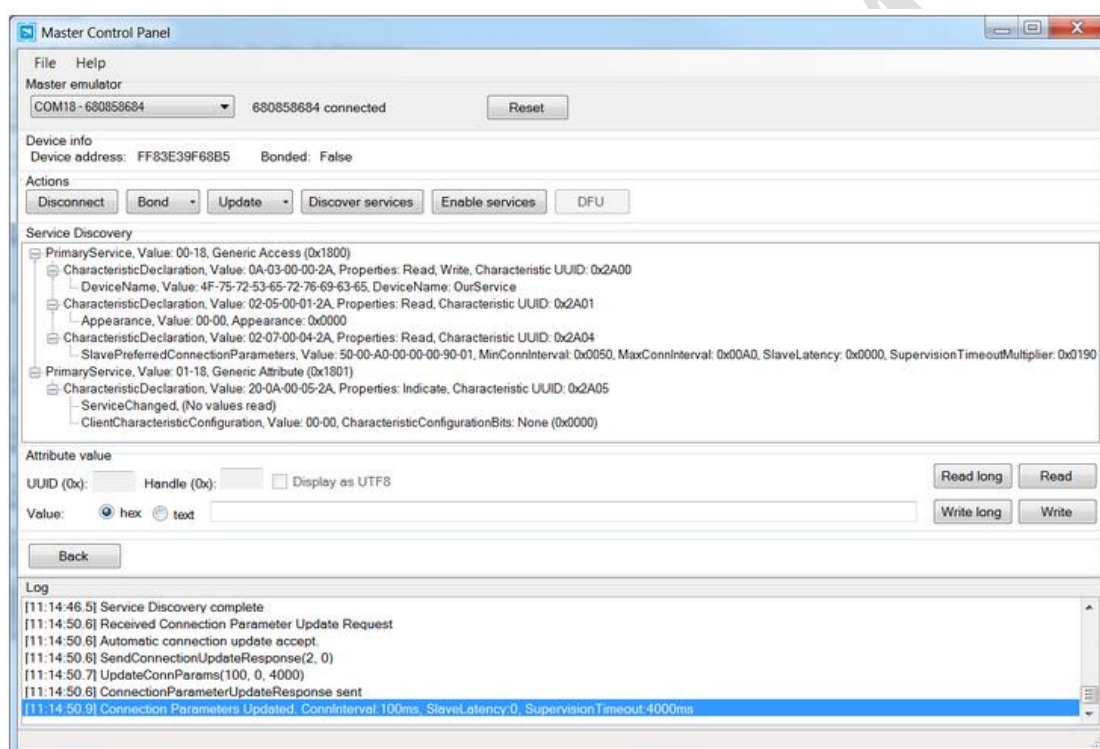 Master Control Panel
File Help
Master emulator
COM18 - 680858684 680858684 connected Reset
Device info
Device address: FF83E39F68B5 Bonded: False
Actions
Disconnect Bond Update Discover services Enable services DFU
Service Discovery
PrimaryService, Value: 00-18, Generic Access (0x1800)
CharacteristicDeclaration, Value: 0A-03-00-00-2A, Properties: Read, Write, Characteristic UUID: 0x2A00
DeviceName, Value: 4F-75-72-53-65-72-76-69-63-65, DeviceName: OurService
CharacteristicDeclaration, Value: 02-05-00-01-2A, Properties: Read, Characteristic UUID: 0x2A01
Appearance, Value: 00-00, Appearance: 0x0000
CharacteristicDeclaration, Value: 02-07-00-04-2A, Properties: Read, Characteristic UUID: 0x2A04
SlavePreferredConnectionParameters, Value: 50-00-A0-00-00-00-90-01, MinConnInterval: 0x0050, MaxConnInterval: 0x00A0, SlaveLatency: 0x0000, SupervisionTimeoutMultiplier: 0x0190
PrimaryService, Value: 01-18, Generic Attribute (0x1801)
CharacteristicDeclaration, Value: 20-0A-00-05-2A, Properties: Indicate, Characteristic UUID: 0x2A05
ServiceChanged, (No values read)
ClientCharacteristicConfiguration, Value: 00-00, CharacteristicConfigurationBits: None (0x0000)
Attribute value
UUID (0x): Handle (0x): Display as UTF8 Read long Read
Value: hex text Write long Write
Back
Log
[11:14:46.5] Service Discovery complete
[11:14:50.6] Received Connection Parameter Update Request
[11:14:50.6] Automatic connection update accept.
[11:14:50.6] SendConnectionUpdateResponse(2, 0)
[11:14:50.7] UpdateConnParams(100, 0, 4000)
[11:14:50.6] ConnectionParameterUpdateResponse sent
[11:14:50.9] Connection Parameters Updated. ConnInterval:100ms, SlaveLatency:0, SupervisionTimeout:4000ms